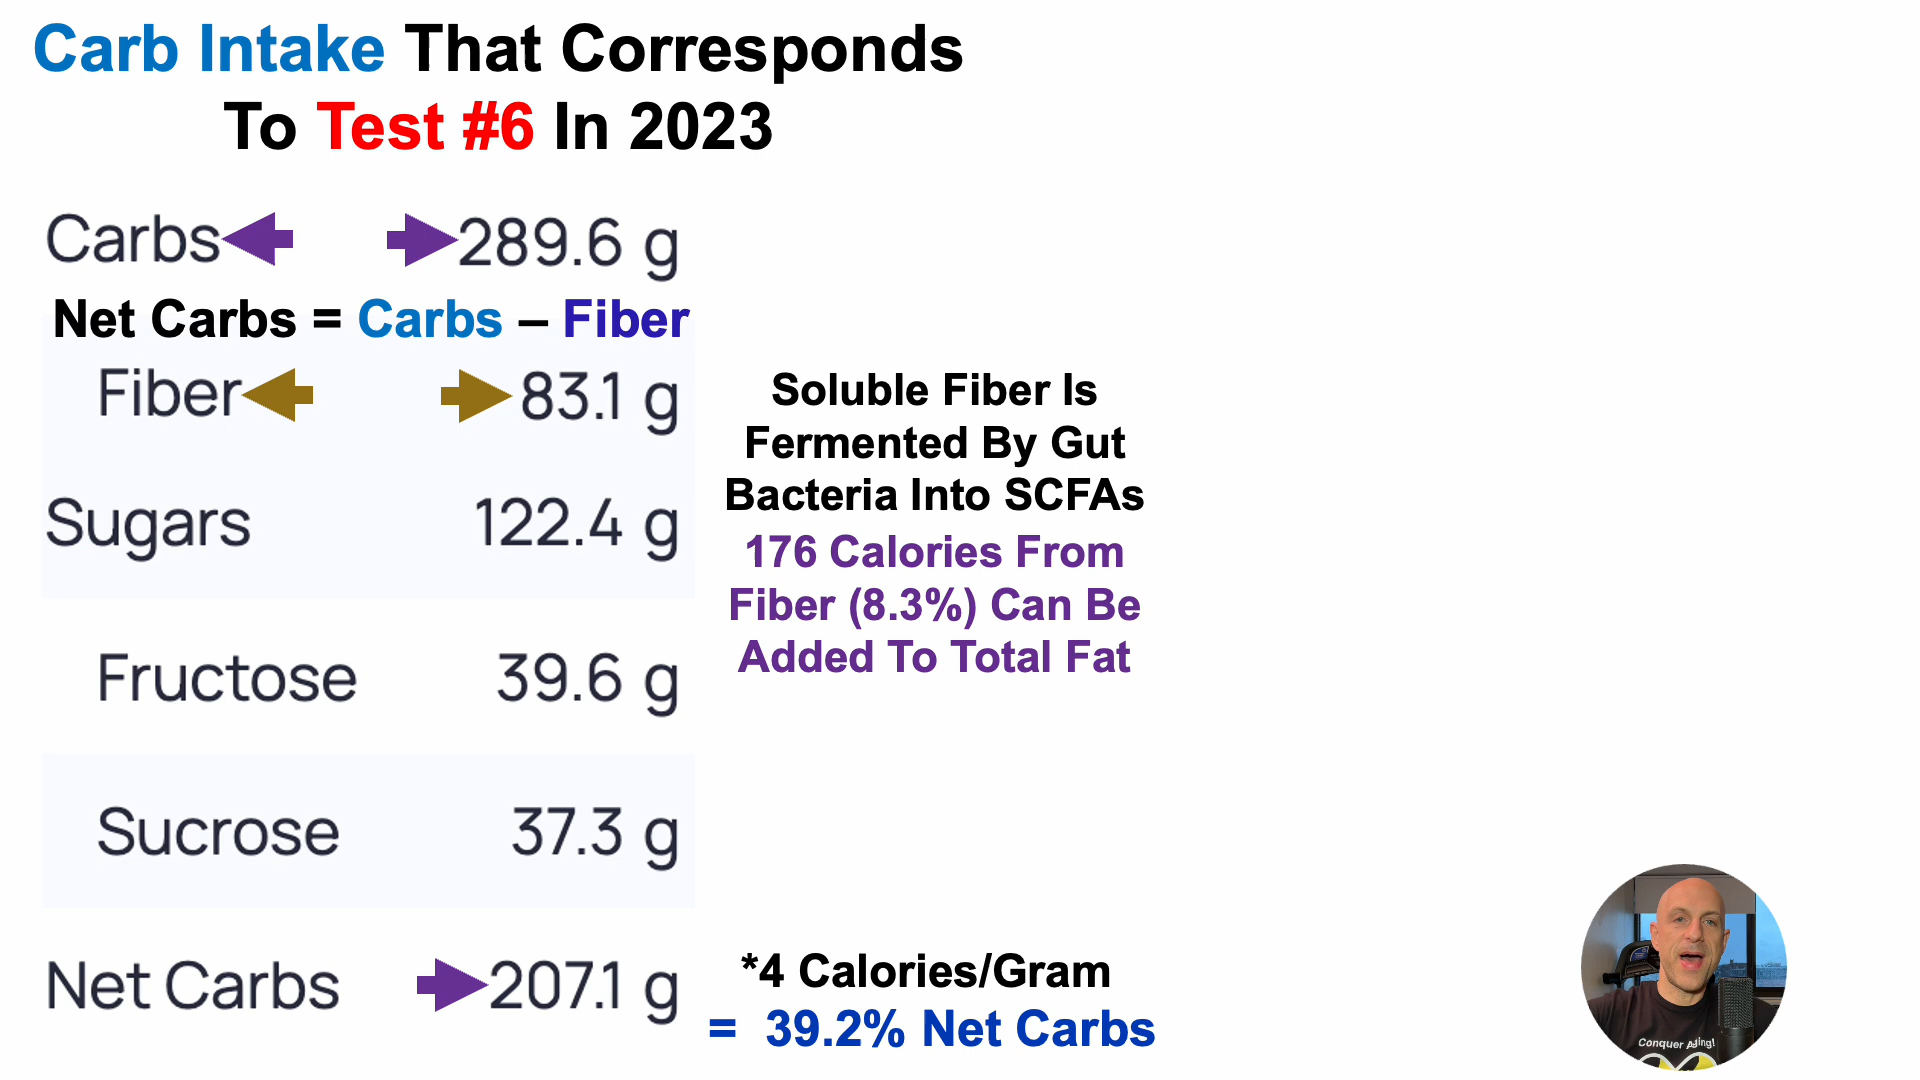 Carb Intake That Corresponds
To Test #6 In 2023
Carbs 289.6 g
Net Carbs = Carbs – Fiber
Fiber 83.1 g
Sugars 122.4 g
Fructose 39.6 g
Sucrose 37.3 g
Net Carbs 207.1 g
Soluble Fiber Is
Fermented By Gut
Bacteria Into SCFAs
176 Calories From
Fiber (8.3%) Can Be
Added To Total Fat
*4 Calories/Gram
= 39.2% Net Carbs
Conquer Aging!